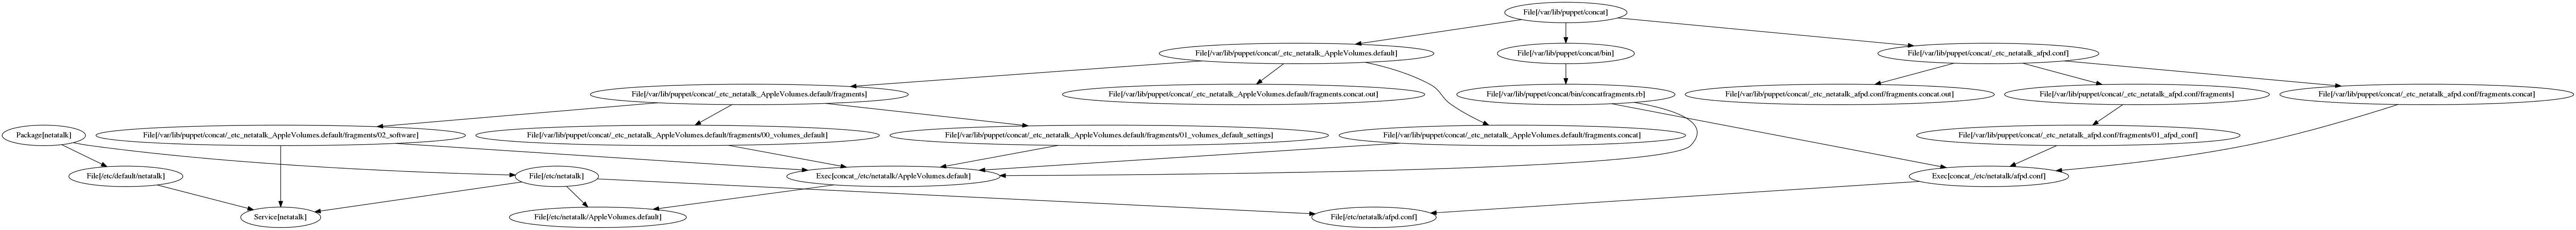 File[/var/lib/puppet/concat]
File[/var/lib/puppet/concat/_etc_netatalk_AppleVolumes.default]
File[/var/lib/puppet/concat/bin]
File[/var/lib/puppet/concat/_etc_netatalk_afpd.conf]
File[/var/lib/puppet/concat/_etc_netatalk_AppleVolumes.default/fragments]
File[/var/lib/puppet/concat/_etc_netatalk_AppleVolumes.default/fragments.concat.out]
File[/var/lib/puppet/concat/bin/concatfragments.rb]
File[/var/lib/puppet/concat/_etc_netatalk_afpd.conf/fragments.concat.out]
File[/var/lib/puppet/concat/_etc_netatalk_afpd.conf/fragments]
File[/var/lib/puppet/concat/_etc_netatalk_afpd.conf/fragments.concat]
Package[netatalk]
File[/var/lib/puppet/concat/_etc_netatalk_AppleVolumes.default/fragments/02_software]
File[/var/lib/puppet/concat/_etc_netatalk_AppleVolumes.default/fragments/00_volumes_default]
File[/var/lib/puppet/concat/_etc_netatalk_AppleVolumes.default/fragments/01_volumes_default_settings]
File[/var/lib/puppet/concat/_etc_netatalk_AppleVolumes.default/fragments.concat]
File[/var/lib/puppet/concat/_etc_netatalk_afpd.conf/fragments/01_afpd_conf]
File[/etc/default/netatalk]
File[/etc/netatalk]
Exec[concat_/etc/netatalk/AppleVolumes.default]
Exec[concat_/etc/netatalk/afpd.conf]
Service[netatalk]
File[/etc/netatalk/AppleVolumes.default]
File[/etc/netatalk/afpd.conf]